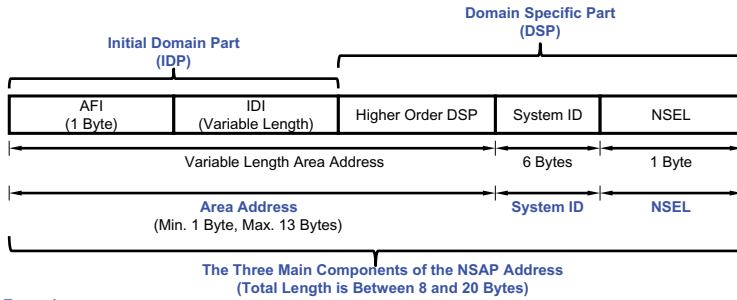 Domain Specific Part
(DSP)
Initial Domain Part
(IDP)
AFI
(1 Byte)
IDI
(Variable Length)
Higher Order DSP
System ID
NSEL
Variable Length Area Address
6 Bytes
1 Byte
Area Address
(Min. 1 Byte, Max. 13 Bytes)
System ID
NSEL
The Three Main Components of the NSAP Address
(Total Length is Between 8 and 20 Bytes)